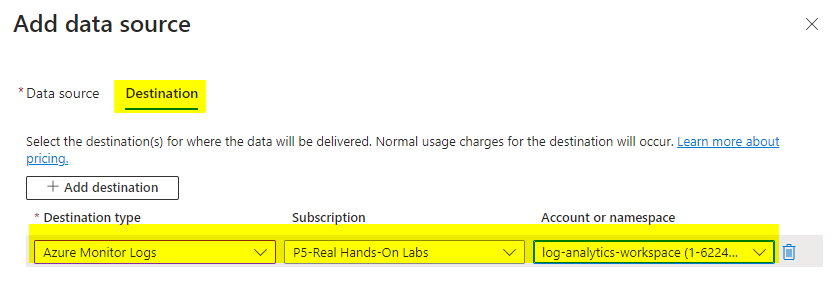 Add data source
* Data source Destination
Select the destination(s) for where the data will be delivered. Normal usage charges for the destination will occur. Learn more about
pricing.
+ Add destination
* Destination type Subscription Account or namespace
Azure Monitor Logs P5-Real Hands-On Labs log-analytics-workspace (1-6224...